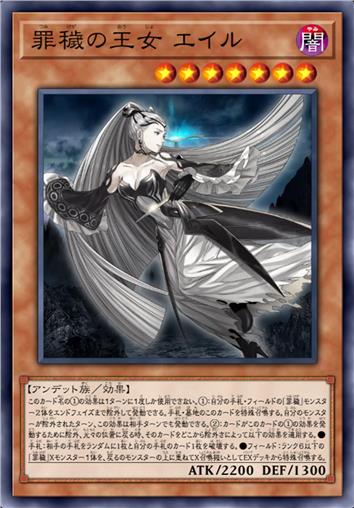 罪穢の王女 エイル
闇
【アンデット族/効果】
このカード名の①の効果は1ターンに1度しか使用できない。①:自分の手札・フィールドの「罪穢」モンスタ
ー2体をエンドフェイズまで除外して発動できる。手札・墓地のこのカードを特殊召喚する。自分のモンスター
が除外されたターン、この効果は相手ターンでも発動できる。②:カードがこのカードの①の効果を発
動するために除外、元々の位置に戻る時、そのカードをどこから除外さによって以下の効果を適用する。●
手札:相手の手札をランダムに1枚と自分の手札のカード1枚を破壊する。●フィールド:ランク6以下の
「罪穢」Xモンスター1体を、戻るのモンスターの上に重ねてX召喚扱いとしてEXデッキから特殊召喚する。
ATK/2200 DEF/1300